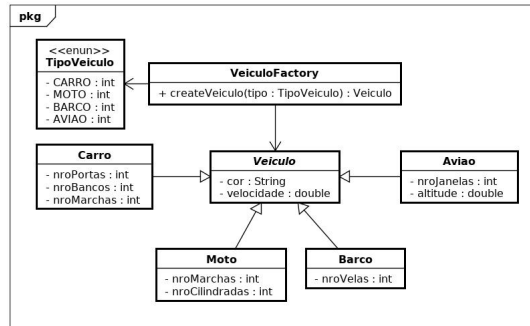 pkg
<<enun>>
TipoVeiculo
- CARRO : int
- MOTO : int
- BARCO : int
- AVIAO : int
VeiculoFactory
+ createVeiculo(tipo : TipoVeiculo) : Veiculo
Carro
- nroPortas : int
- nroBancos : int
- nroMarchas : int
Veiculo
- cor : String
- velocidade : double
Aviao
- nroJanelas : int
- altitude : double
Moto
- nroMarchas : int
- nroCilindradas : int
Barco
- nroVelas : int